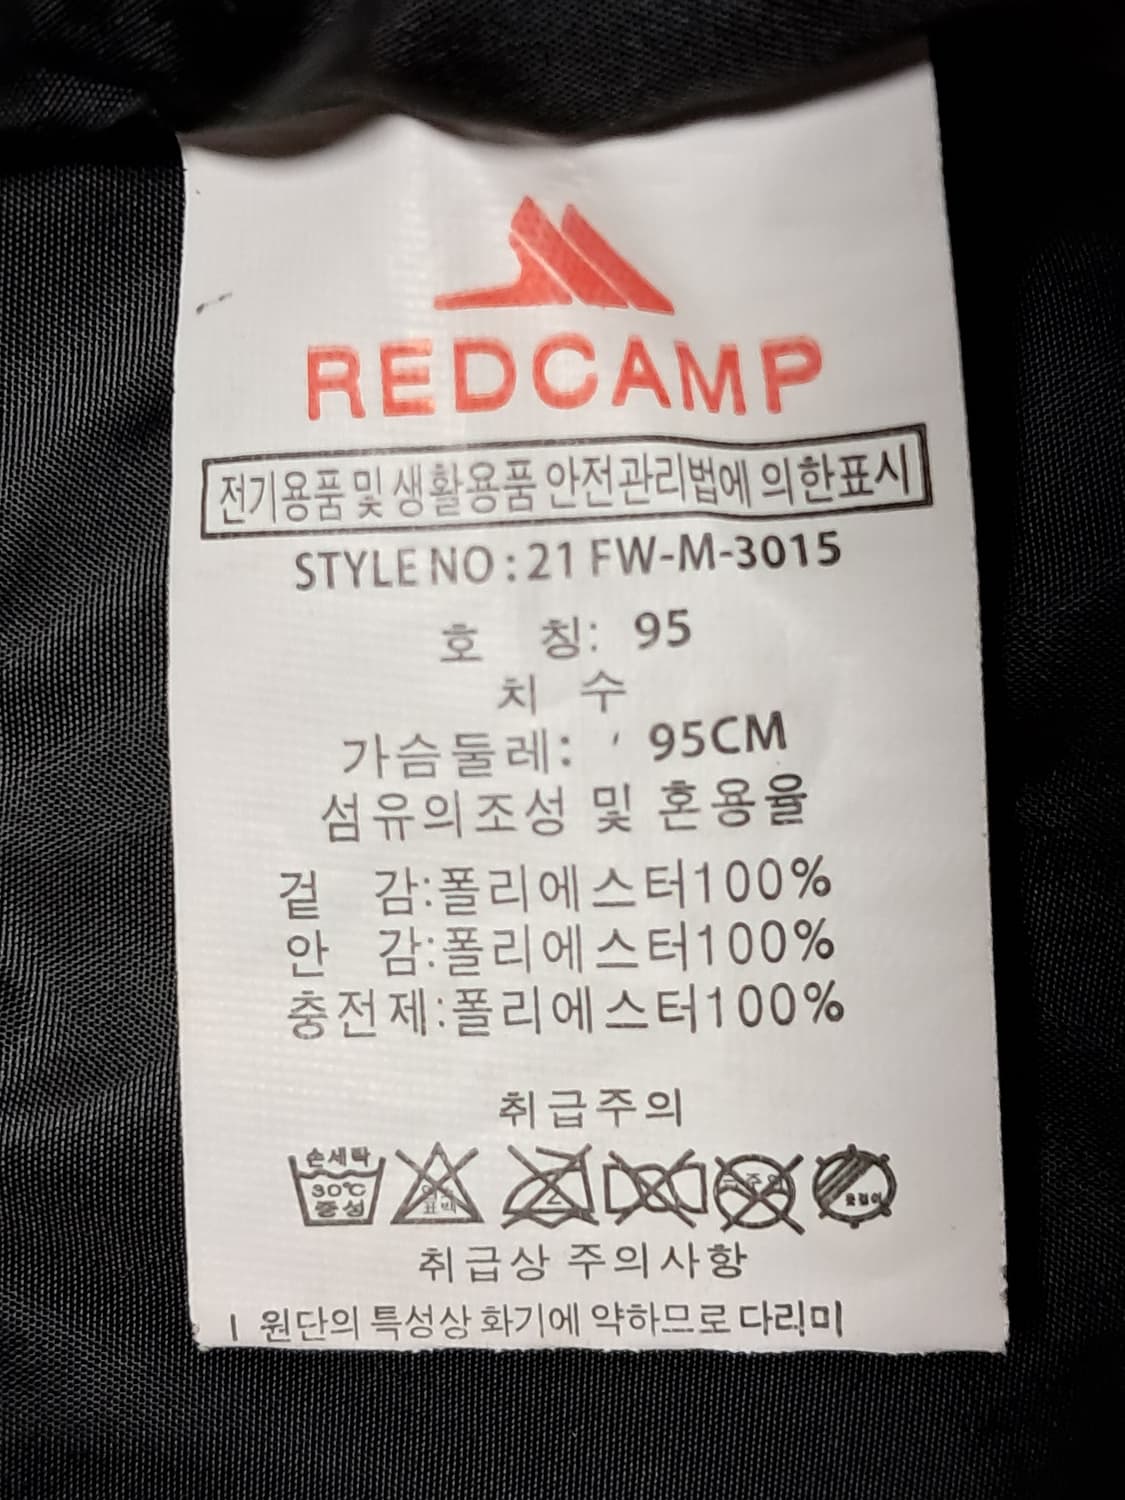 REDCAMP
전기용품 및 생활용품 안전관리법에 의한표시
STYLE NO : 21 FW-M-3015
호 칭: 95
치 수
가슴둘레: 95CM
섬유의조성 및 혼용율
겉 감:폴리에스터100%
안 감:폴리에스터100%
충전제:폴리에스터100%
취급주의
손세탁
30℃
중성
표백
옷걸이
취급상 주의사항
1 원단의 특성상 화기에 약하므로 다리미